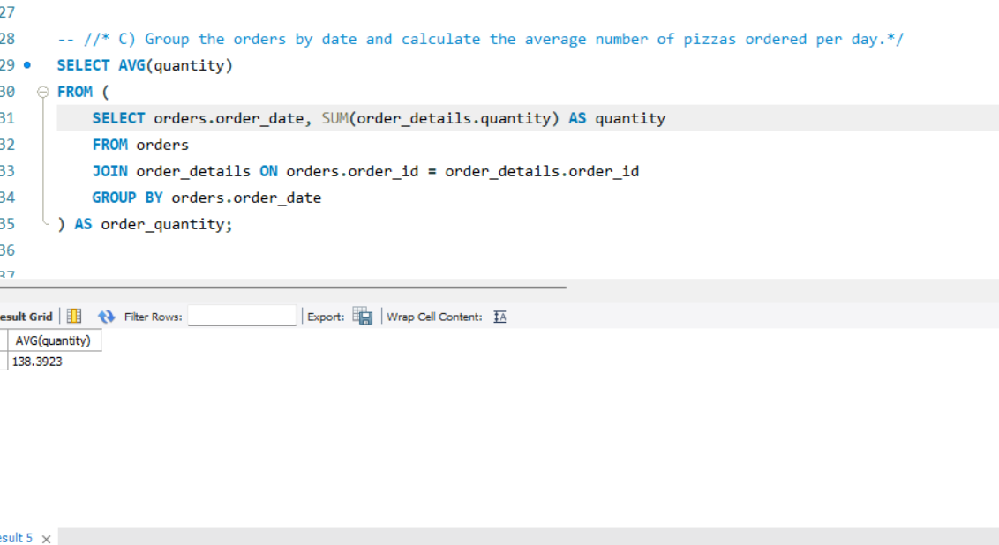 27
28 -- //* C) Group the orders by date and calculate the average number of pizzas ordered per day.*/
29 SELECT AVG(quantity)
30 FROM (
31 SELECT orders.order_date, SUM(order_details.quantity) AS quantity
32 FROM orders
33 JOIN order_details ON orders.order_id = order_details.order_id
34 GROUP BY orders.order_date
35 ) AS order_quantity;
36
37
esult Grid Filter Rows: Export: Wrap Cell Content: IA
AVG(quantity)
138.3923
esult 5 ×